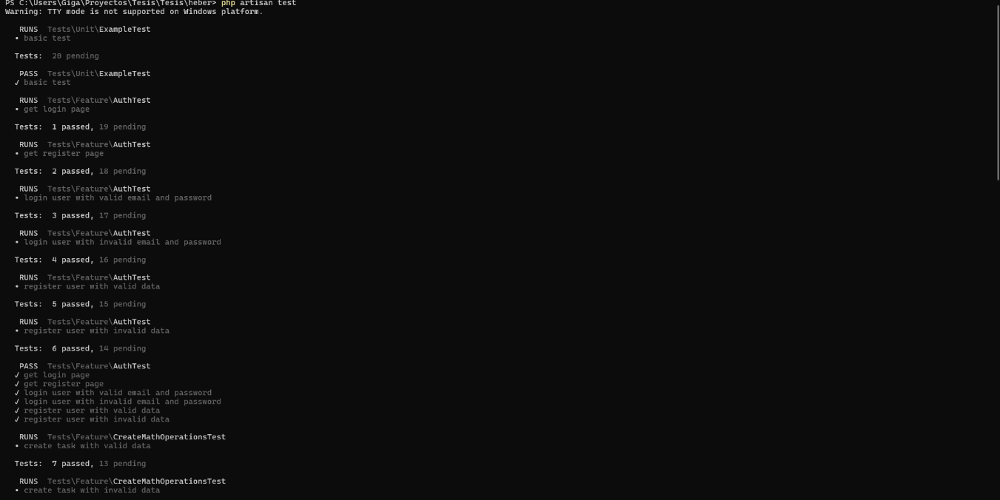 PS C:\Users\Giga\Proyectos\Tesis\Tesis\heber> php artisan test
Warning: TTY mode is not supported on Windows platform.
RUNS Tests\Unit\ExampleTest
• basic test
Tests: 20 pending
PASS Tests\Unit\ExampleTest
✓ basic test
RUNS Tests\Feature\AuthTest
• get login page
Tests: 1 passed, 19 pending
RUNS Tests\Feature\AuthTest
• get register page
Tests: 2 passed, 18 pending
RUNS Tests\Feature\AuthTest
• login user with valid email and password
Tests: 3 passed, 17 pending
RUNS Tests\Feature\AuthTest
• login user with invalid email and password
Tests: 4 passed, 16 pending
RUNS Tests\Feature\AuthTest
• register user with valid data
Tests: 5 passed, 15 pending
RUNS Tests\Feature\AuthTest
• register user with invalid data
Tests: 6 passed, 14 pending
PASS Tests\Feature\AuthTest
✓ get login page
✓ get register page
✓ login user with valid email and password
✓ login user with invalid email and password
✓ register user with valid data
✓ register user with invalid data
RUNS Tests\Feature\CreateMathOperationsTest
• create task with valid data
Tests: 7 passed, 13 pending
RUNS Tests\Feature\CreateMathOperationsTest
• create task with invalid data